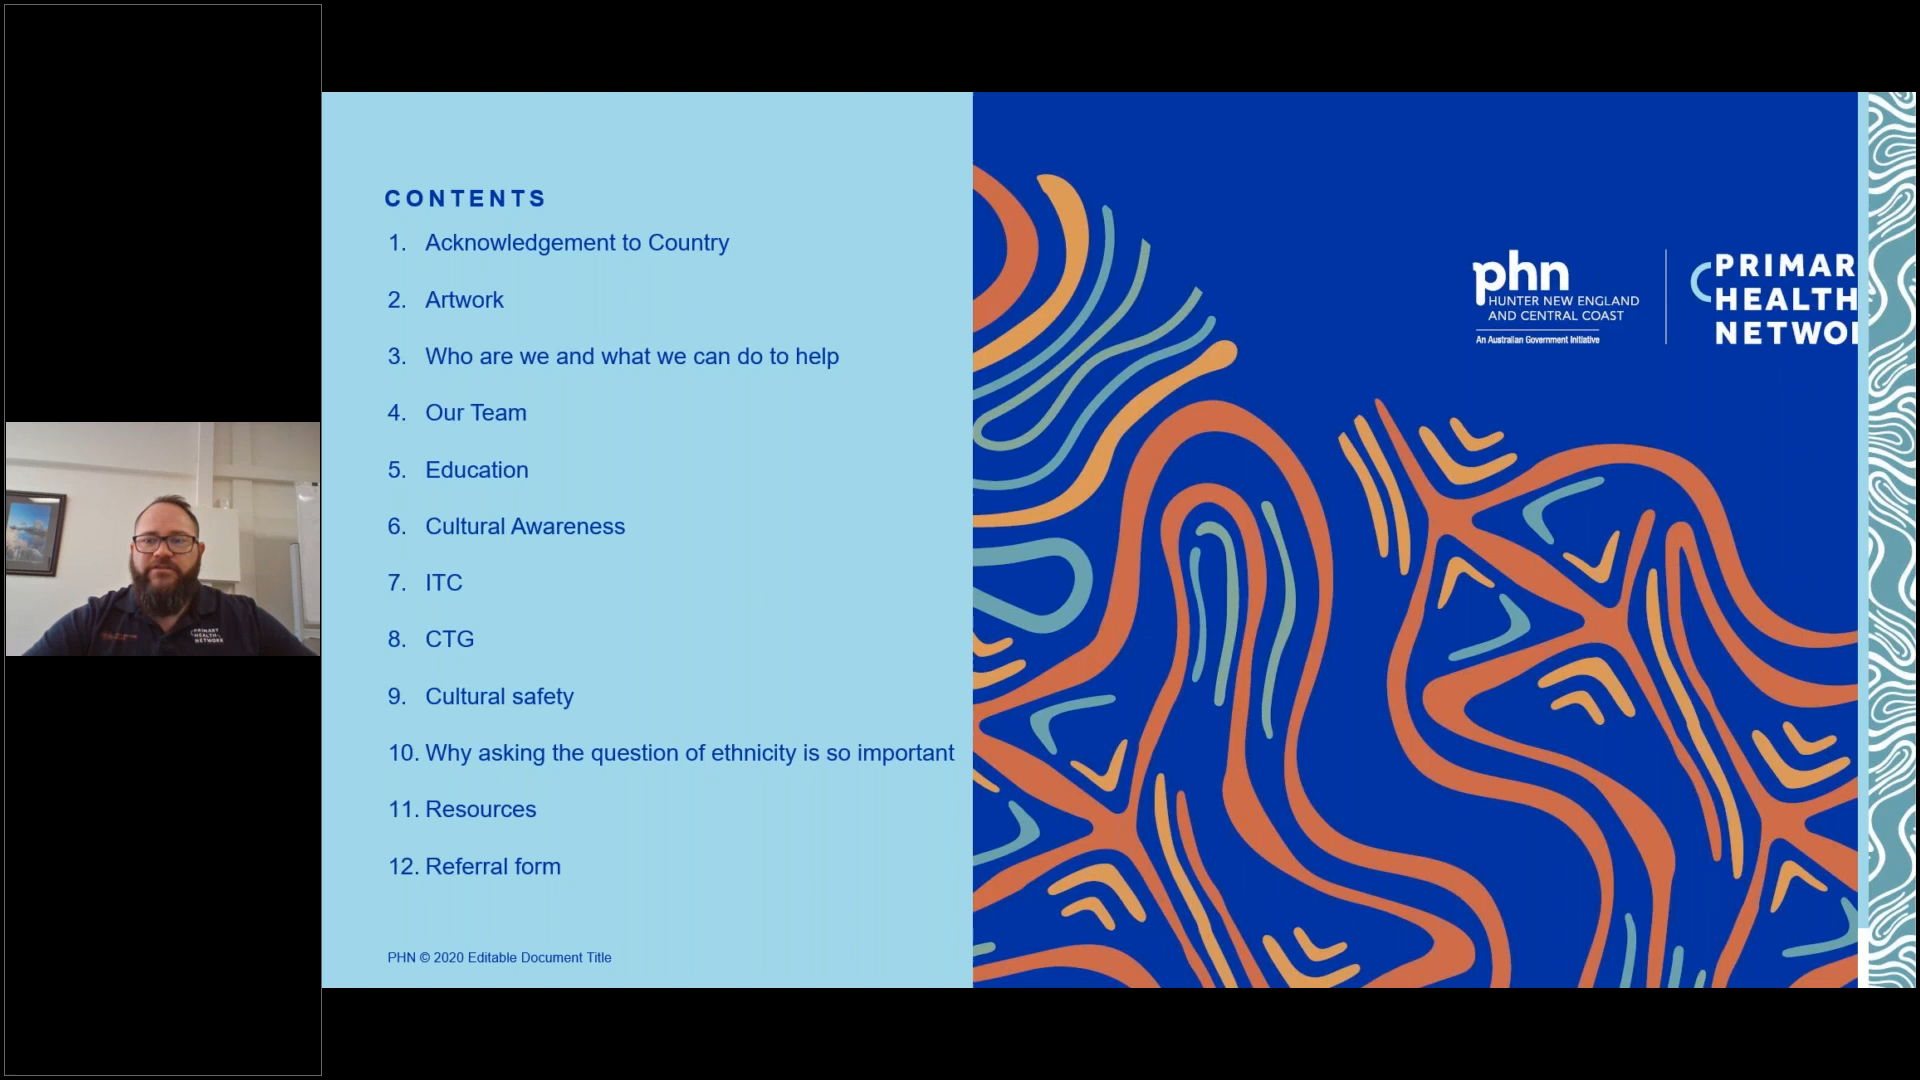 CONTENTS
1. Acknowledgement to Country
2. Artwork
3. Who are we and what we can do to help
4. Our Team
5. Education
6. Cultural Awareness
7. ITC
8. CTG
9. Cultural safety
10. Why asking the question of ethnicity is so important
11. Resources
12. Referral form
PHN © 2020 Editable Document Title
phn
HUNTER NEW ENGLAND
AND CENTRAL COAST
An Australian Government Initiative
PRIMAR
HEALTH
NETWO
PRIMARY
HEALTH
NETWORK